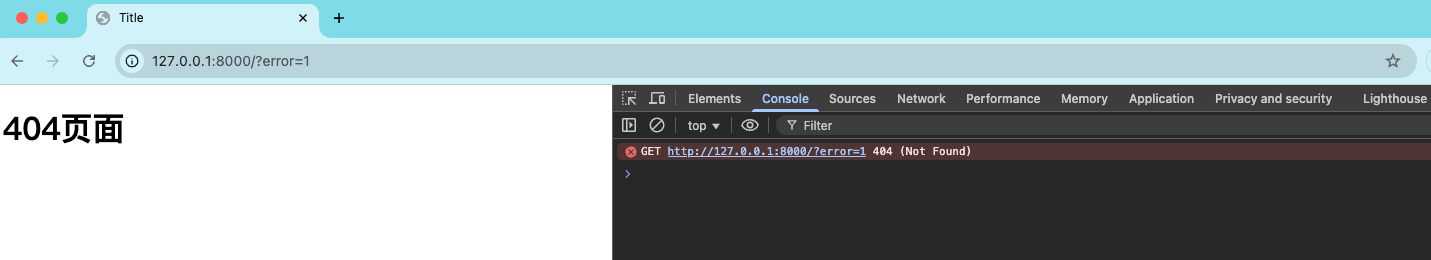 Title
127.0.0.1:8000/?error=1
404页面
Elements Console Sources Network Performance Memory Application Privacy and security Lighthouse
top Filter
GET http://127.0.0.1:8000/?error=1 404 (Not Found)